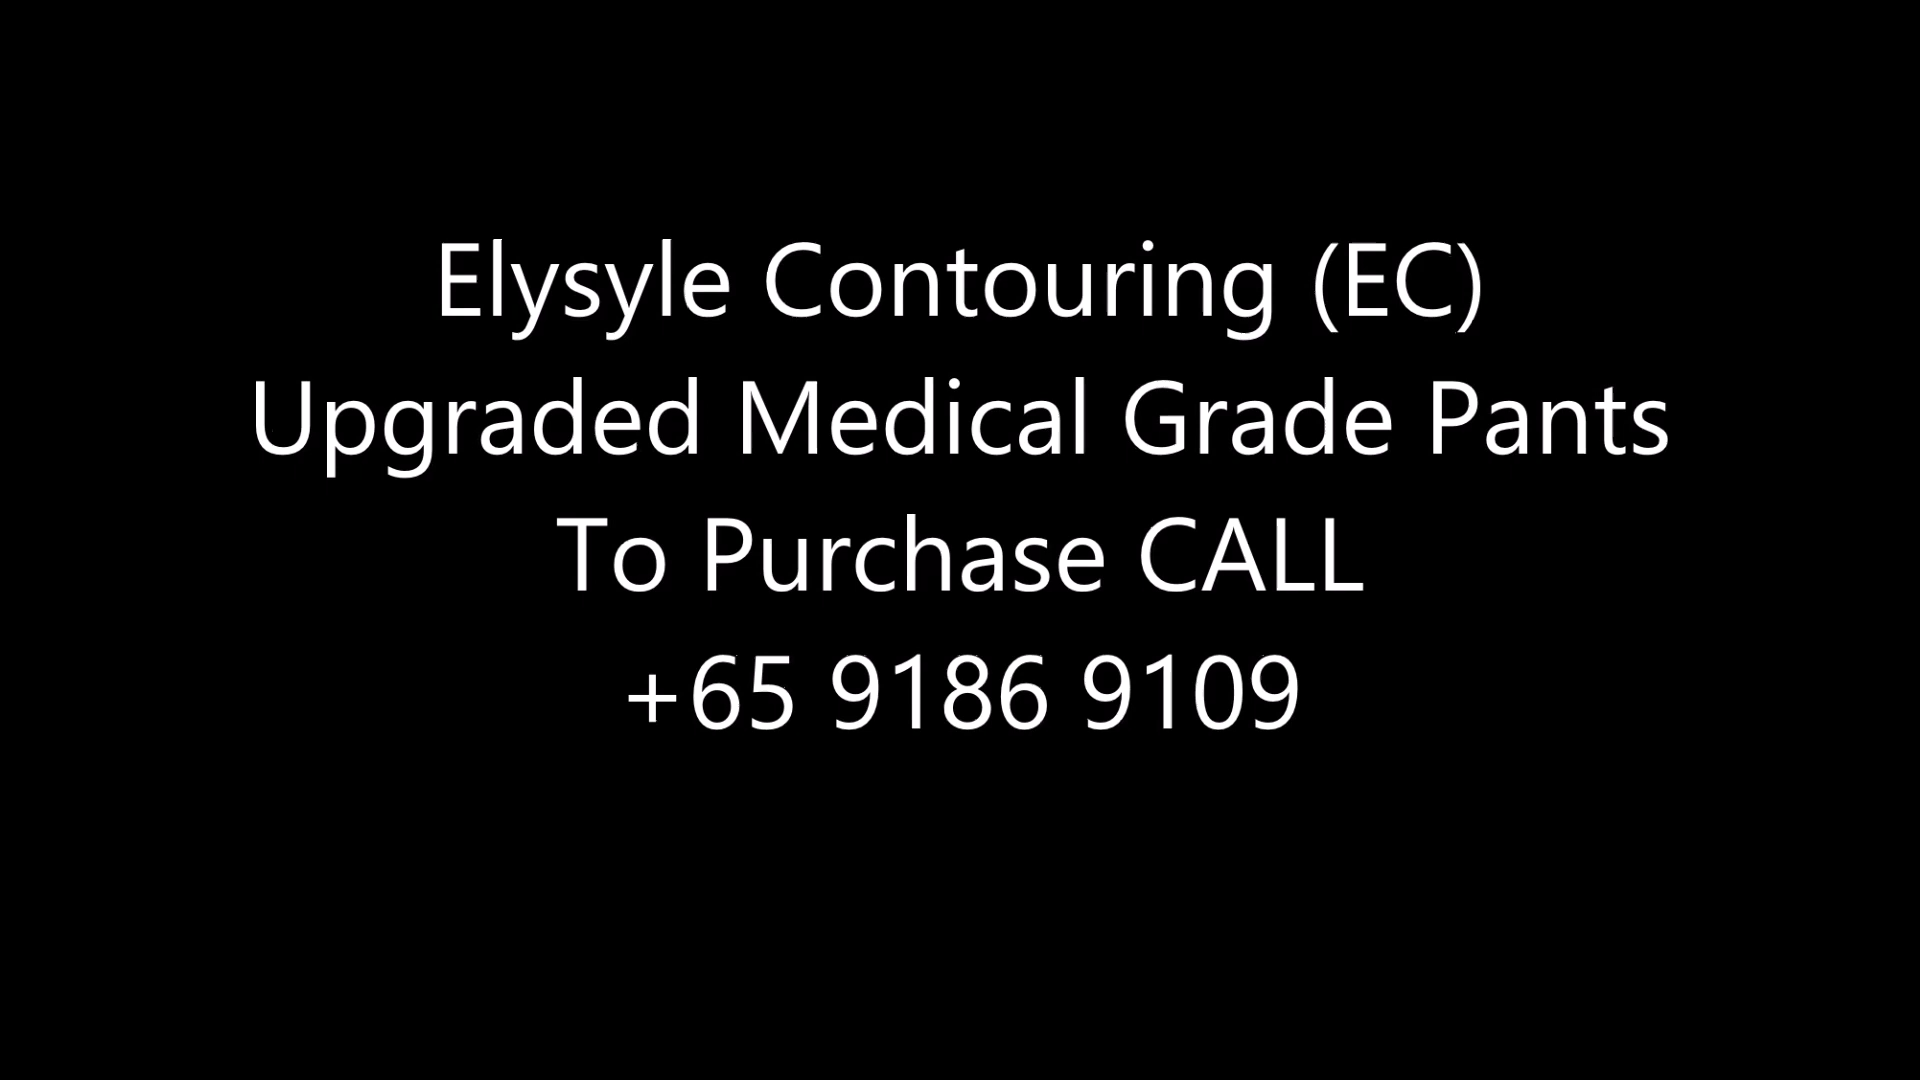 Elysyle Contouring (EC)
Upgraded Medical Grade Pants
To Purchase CALL
+65 9186 9109